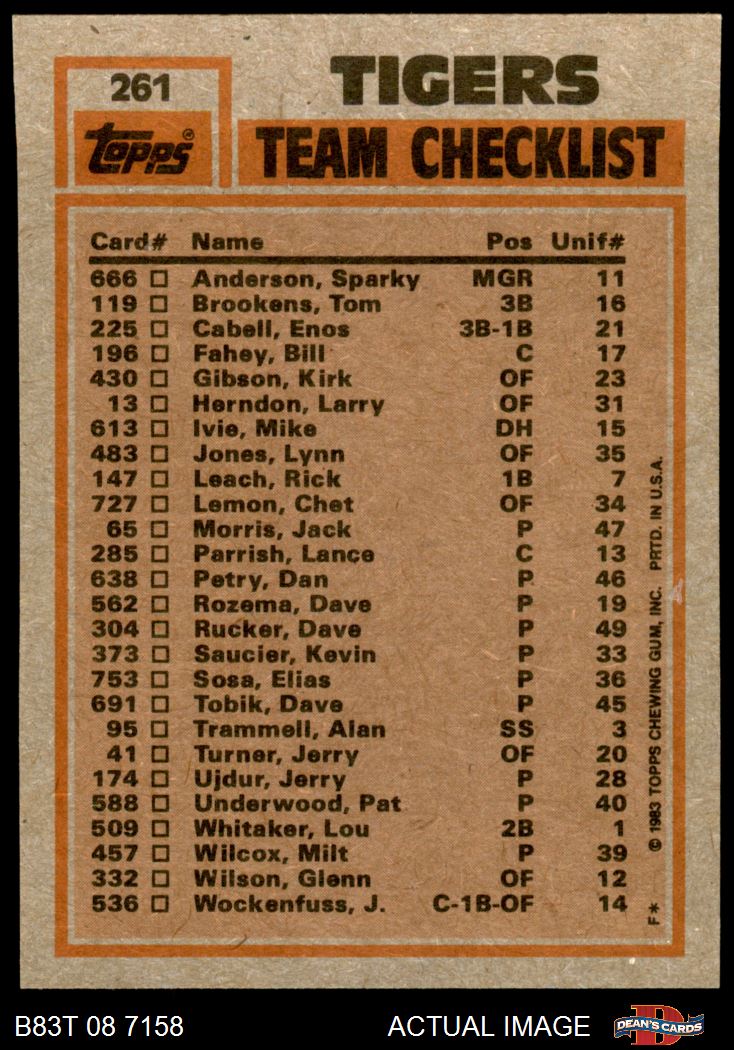 261
TIGERS
topps®
TEAM CHECKLIST
Card# Name Pos Unif#
666 Anderson, Sparky MGR 11
119 Brookens, Tom 3B 16
225 Cabell, Enos 3B-1B 21
196 Fahey, Bill C 17
430 Gibson, Kirk OF 23
13 Herndon, Larry OF 31
613 Ivie, Mike DH 15
483 Jones, Lynn OF 35
147 Leach, Rick 1B 7
727 Lemon, Chet OF 34
65 Morris, Jack P 47
285 Parrish, Lance C 13
638 Petry, Dan P 46
562 Rozema, Dave P 19
304 Rucker, Dave P 49
373 Saucier, Kevin P 33
753 Sosa, Elias P 36
691 Tobik, Dave P 45
95 Trammell, Alan SS 3
41 Turner, Jerry OF 20
174 Ujdur, Jerry P 28
588 Underwood, Pat P 40
509 Whitaker, Lou 2B 1
457 Wilcox, Milt P 39
332 Wilson, Glenn OF 12
536 Wockenfuss, J. C-1B-OF 14
F* © 1983 TOPPS CHEWING GUM, INC. PRTD. IN U.S.A.
B83T 08 7158 ACTUAL IMAGE
D
DEAN'S CARDS